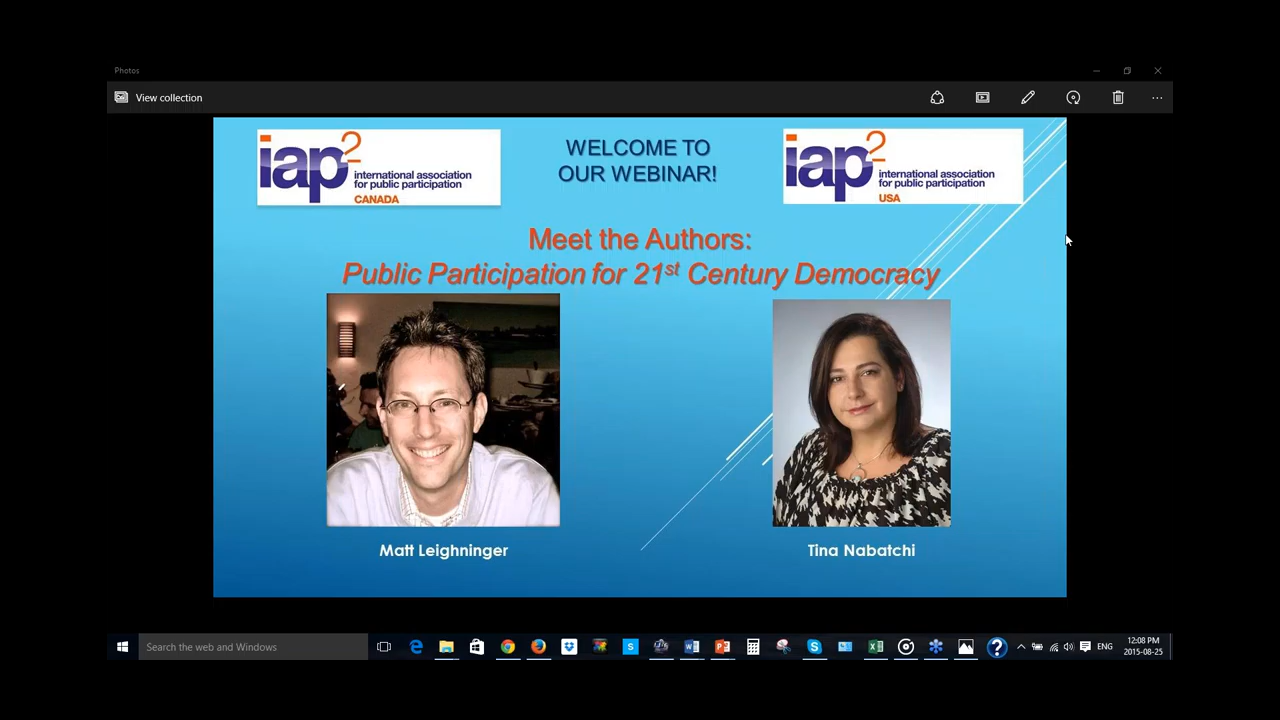 Photos
View collection
iap2
international association
for public participation
CANADA
WELCOME TO
OUR WEBINAR!
iap2
international association
for public participation
USA
Meet the Authors:
Public Participation for 21st Century Democracy
Matt Leighninger
Tina Nabatchi
Search the web and Windows
ENG
12:08 PM
2015-08-25